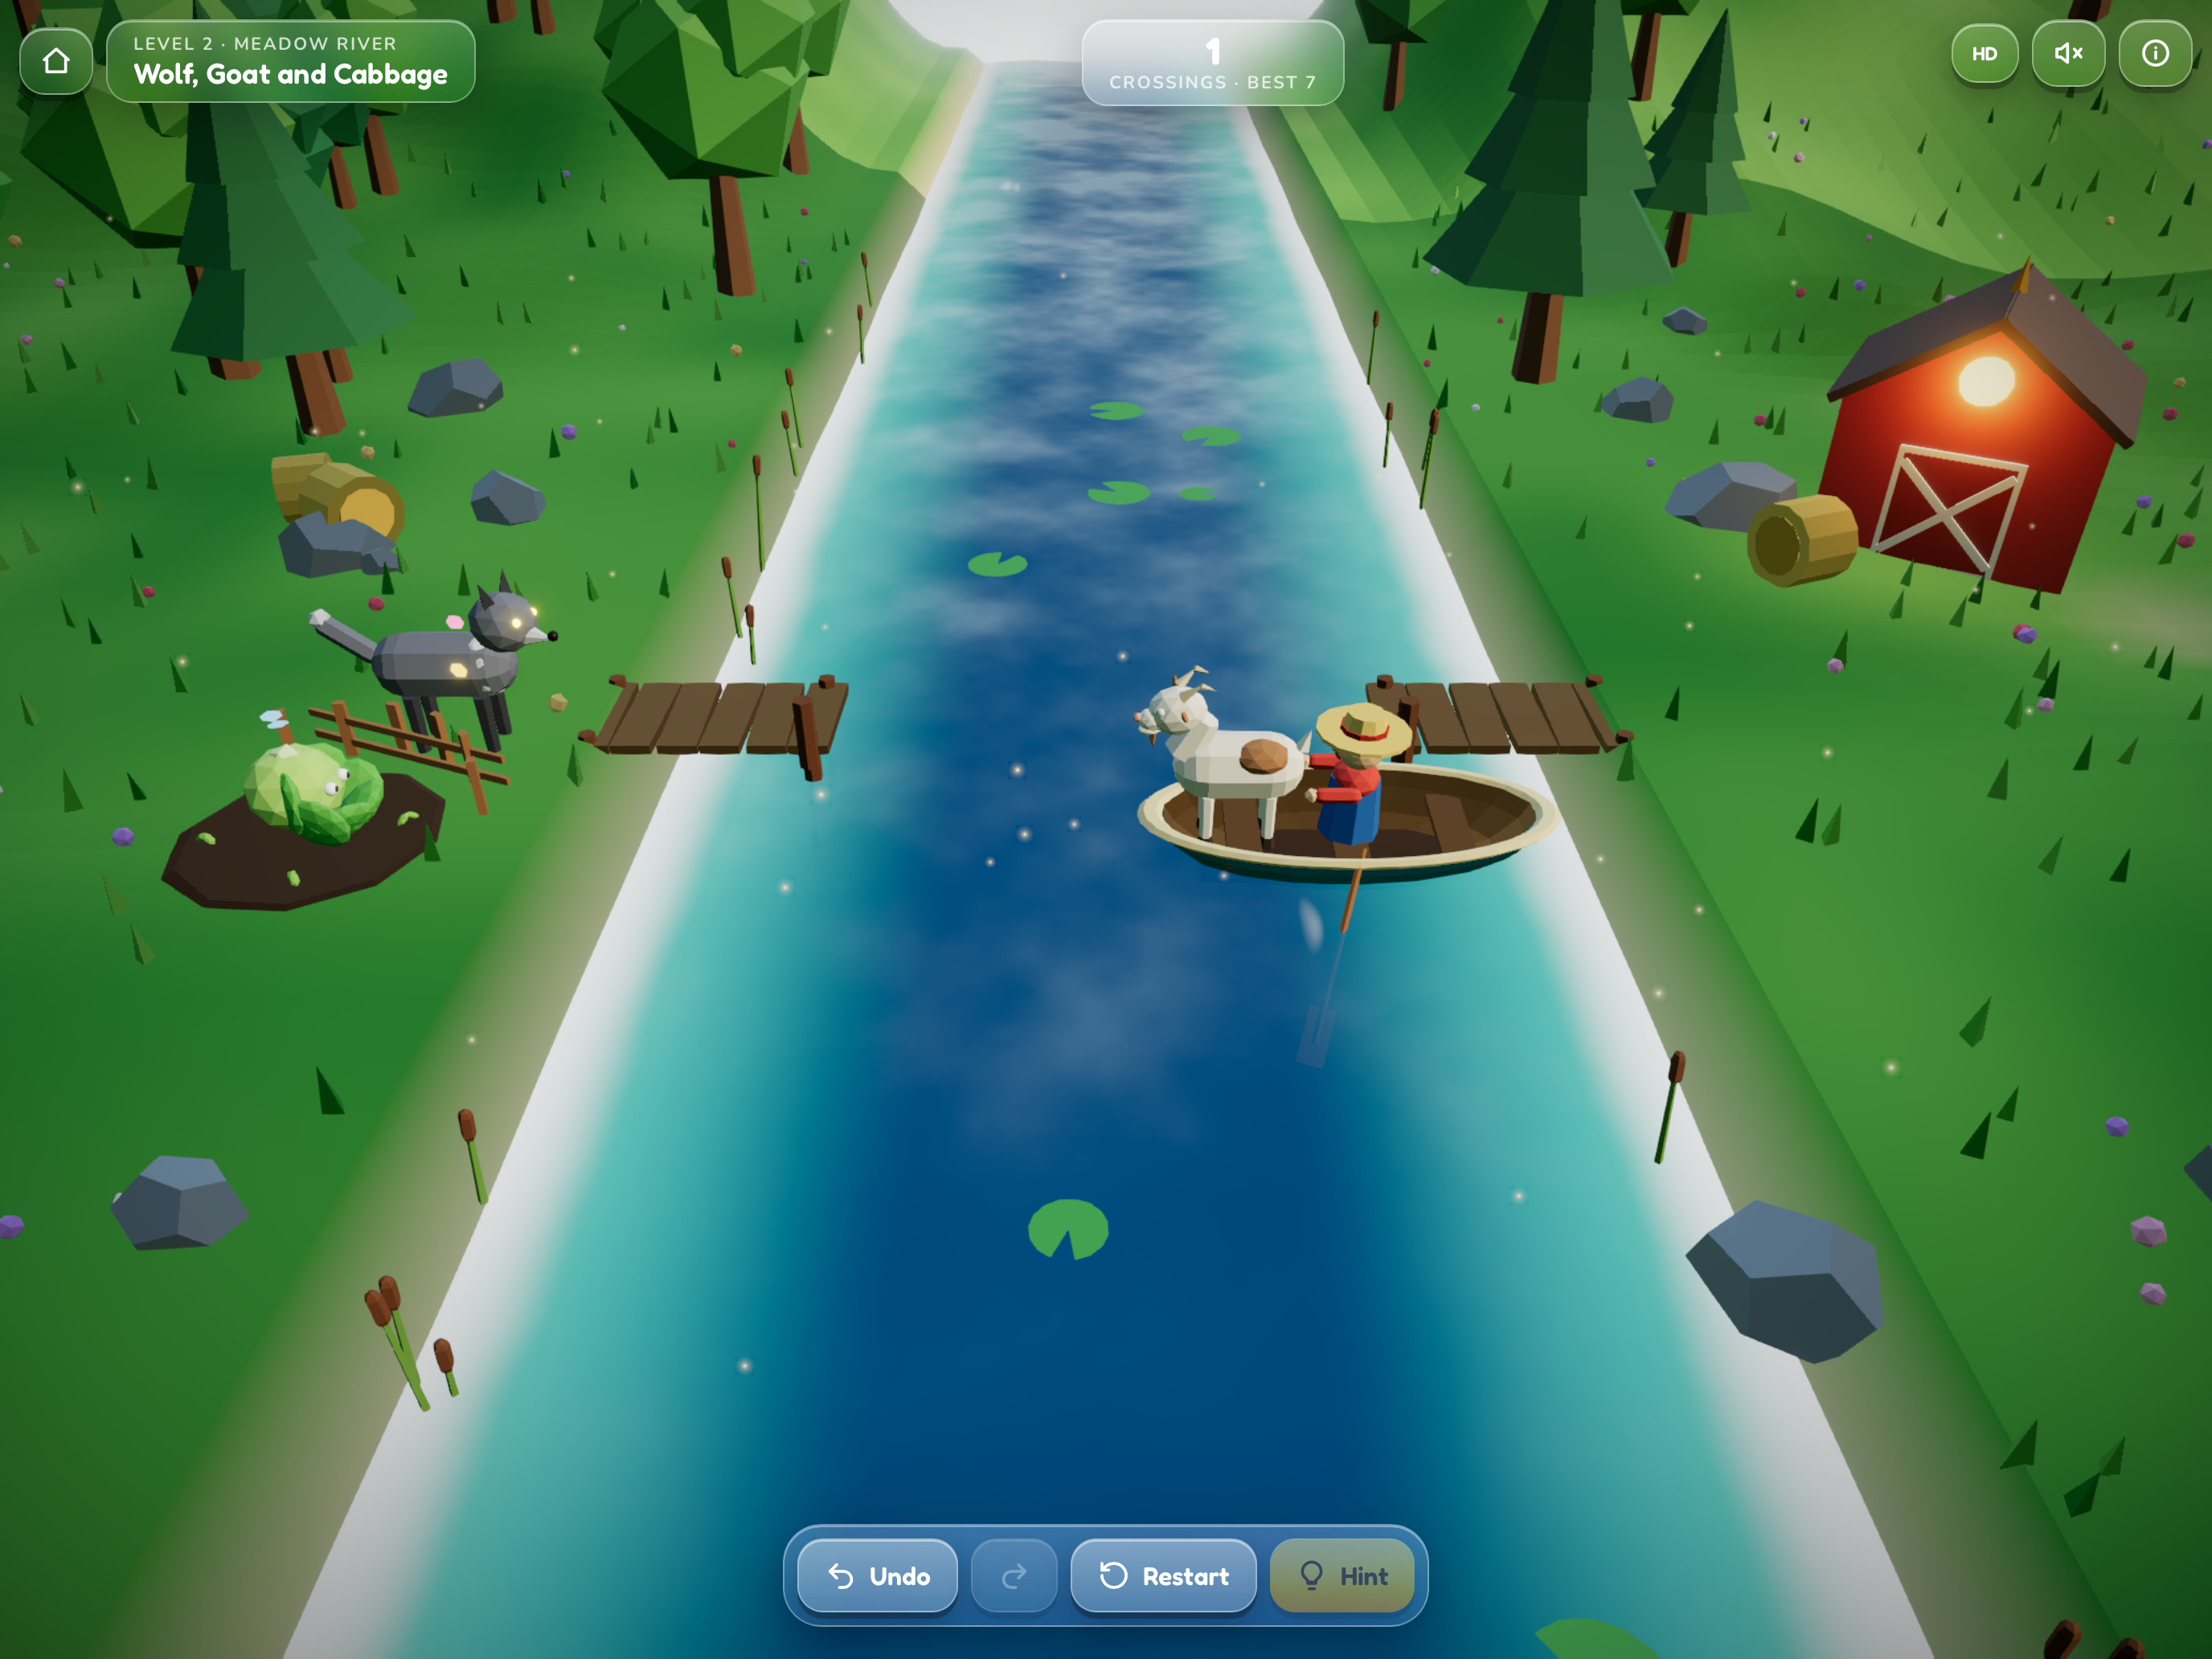 LEVEL 2 · MEADOW RIVER
Wolf, Goat and Cabbage
1
CROSSINGS · BEST 7
HD
Undo
Restart
Hint